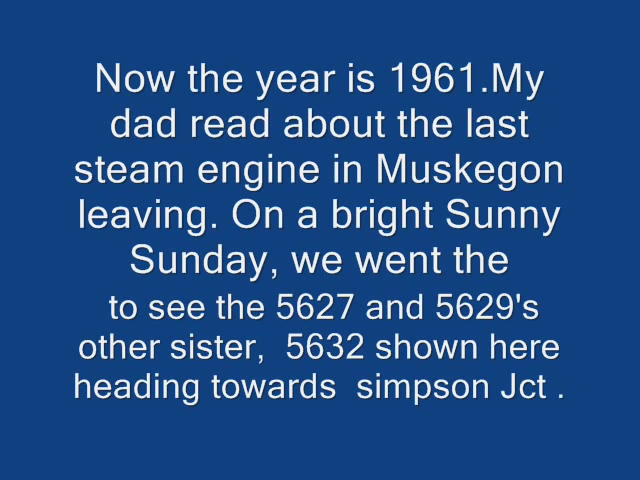 Now the year is 1961.My
dad read about the last
steam engine in Muskegon
leaving. On a bright Sunny
Sunday, we went the
to see the 5627 and 5629's
other sister,  5632 shown here
heading towards  simpson Jct .